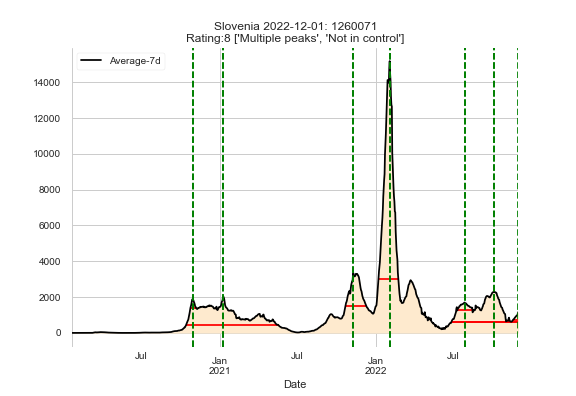 Slovenia 2022-12-01: 1260071
Rating:8 ['Multiple peaks', 'Not in control']
Average-7d
14000
12000
10000
8000
6000
4000
2000
0
Jul
Jan
2021
Jul
Jan
2022
Jul
Date